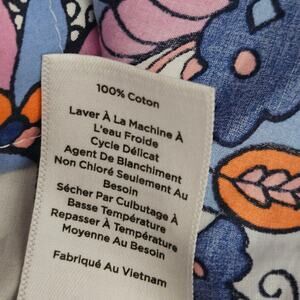 100% Coton
Laver À La Machine À
L'eau Froide
Cycle Délicat
Agent De Blanchiment
Non Chloré Seulement Au
Besoin
Sécher Par Culbutage À
Basse Température
Repasser À Température
Moyenne Au Besoin
Fabriqué Au Vietnam